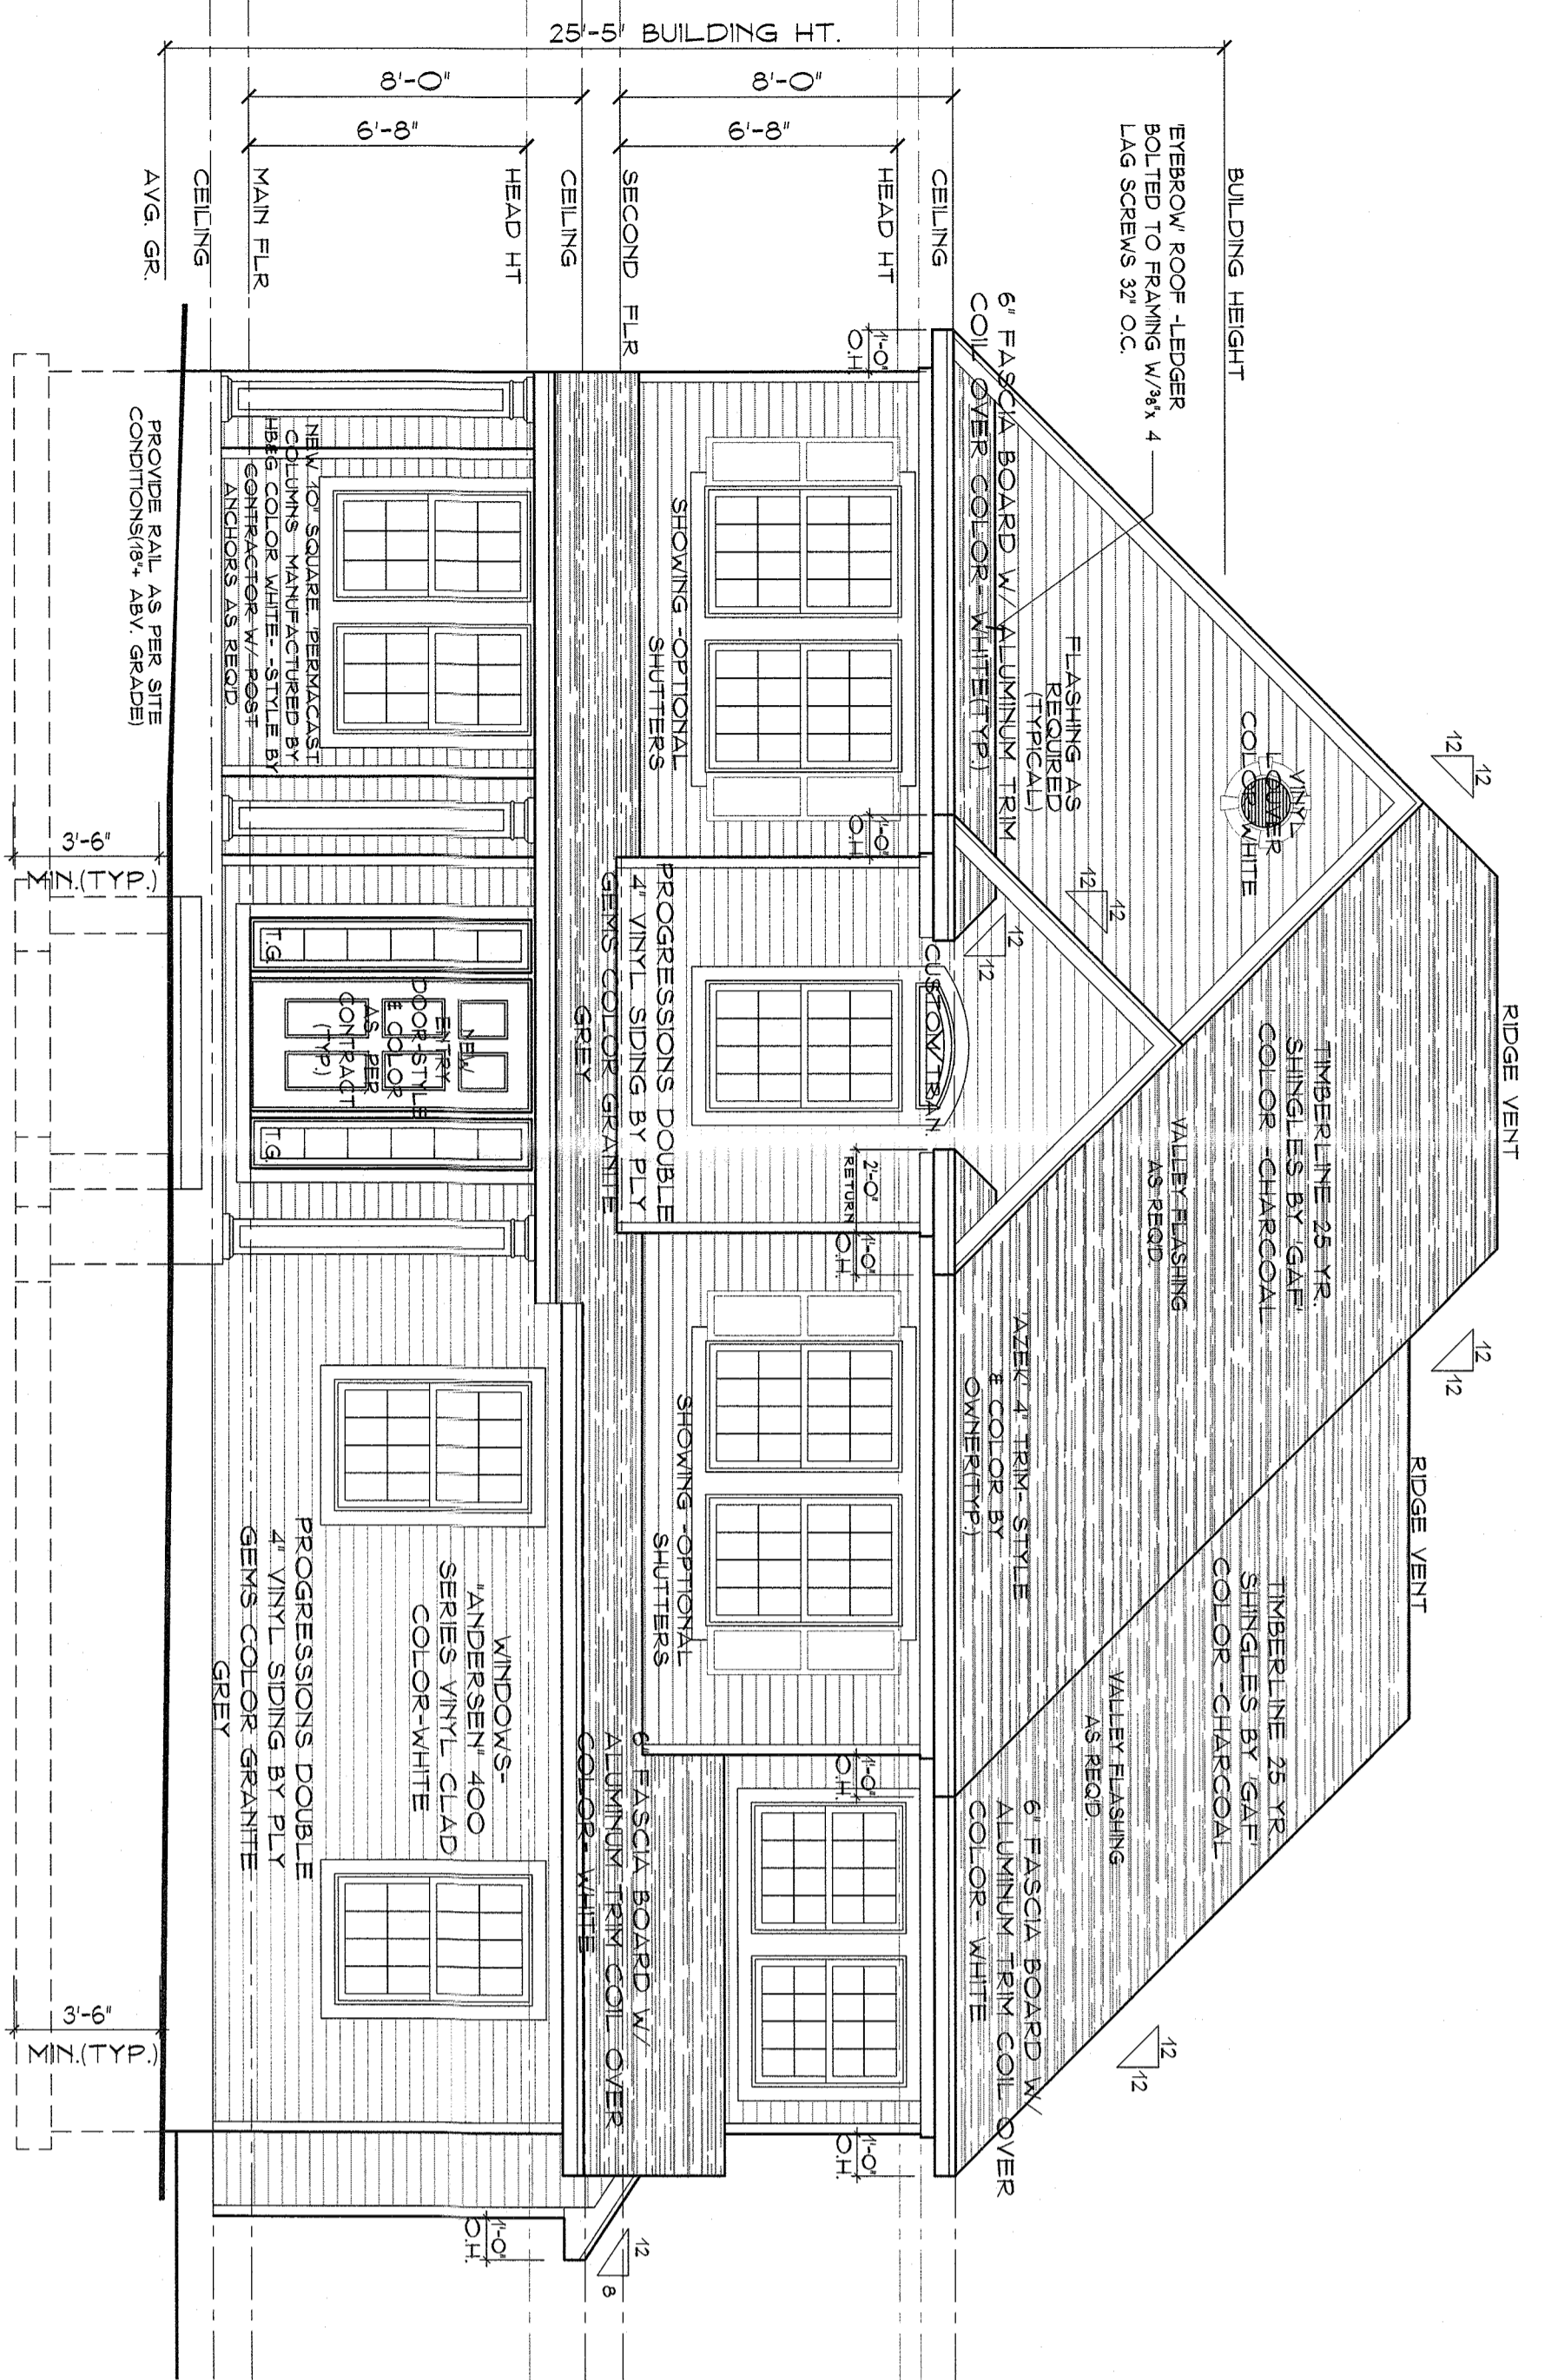 RIDGE VENT
RIDGE VENT
12
12
12
12
12
12
BUILDING HEIGHT
'EYEBROW' ROOF -LEDGER
BOLTED TO FRAMING W/3/8"x 4
LAG SCREWS 32" O.C.
VINYL
LOUVER
COLOR WHITE
TIMBERLINE 25 YR.
SHINGLES BY 'GAF'
COLOR -CHARCOAL
TIMBERLINE 25 YR.
SHINGLES BY 'GAF'
COLOR -CHARCOAL
VALLEY FLASHING
AS REQ'D.
VALLEY FLASHING
AS REQ'D.
FLASHING AS
REQUIRED
(TYPICAL)
12
12
12
12
6" FASCIA BOARD W/ ALUMINUM TRIM
COIL OVER COLOR- WHITE(TYP.)
'AZEK' 4" TRIM- STYLE
& COLOR BY
OWNER(TYP.)
6" FASCIA BOARD W/
ALUMINUM TRIM COIL OVER
COLOR- WHITE
25'-5" BUILDING HT.
8'-0"
6'-8"
CEILING
HEAD HT
SECOND FLR
1'-0"
O.H.
1'-0"
O.H.
CUSTOM TRAN.
2'-0"
RETURN
1'-0"
O.H.
1'-0"
O.H.
1'-0"
O.H.
SHOWING -OPTIONAL
SHUTTERS
PROGRESSIONS DOUBLE
4" VINYL SIDING BY PLY
GEMS COLOR GRANITE
GREY
SHOWING -OPTIONAL
SHUTTERS
6" FASCIA BOARD W/
ALUMINUM TRIM COIL OVER
COLOR- WHITE
12
8
8'-0"
6'-8"
CEILING
HEAD HT
MAIN FLR
CEILING
AVG. GR.
NEW 10" SQUARE 'PERMACAST
COLUMNS MANUFACTURED BY
HB&G COLOR WHITE- -STYLE BY
CONTRACTOR W/ POST
ANCHORS AS REQ'D.
T.G.
NEW
ENTRY
DOOR-STYLE
& COLOR
AS PER
CONTRACT
(TYP.)
T.G.
WINDOWS-
"ANDERSEN" 400
SERIES VINYL CLAD
COLOR-WHITE
PROGRESSIONS DOUBLE
4" VINYL SIDING BY PLY
GEMS COLOR GRANITE
GREY
1'-0"
O.H.
PROVIDE RAIL AS PER SITE
CONDITIONS(18"+ ABV. GRADE)
3'-6"
MIN.(TYP.)
3'-6"
MIN.(TYP.)